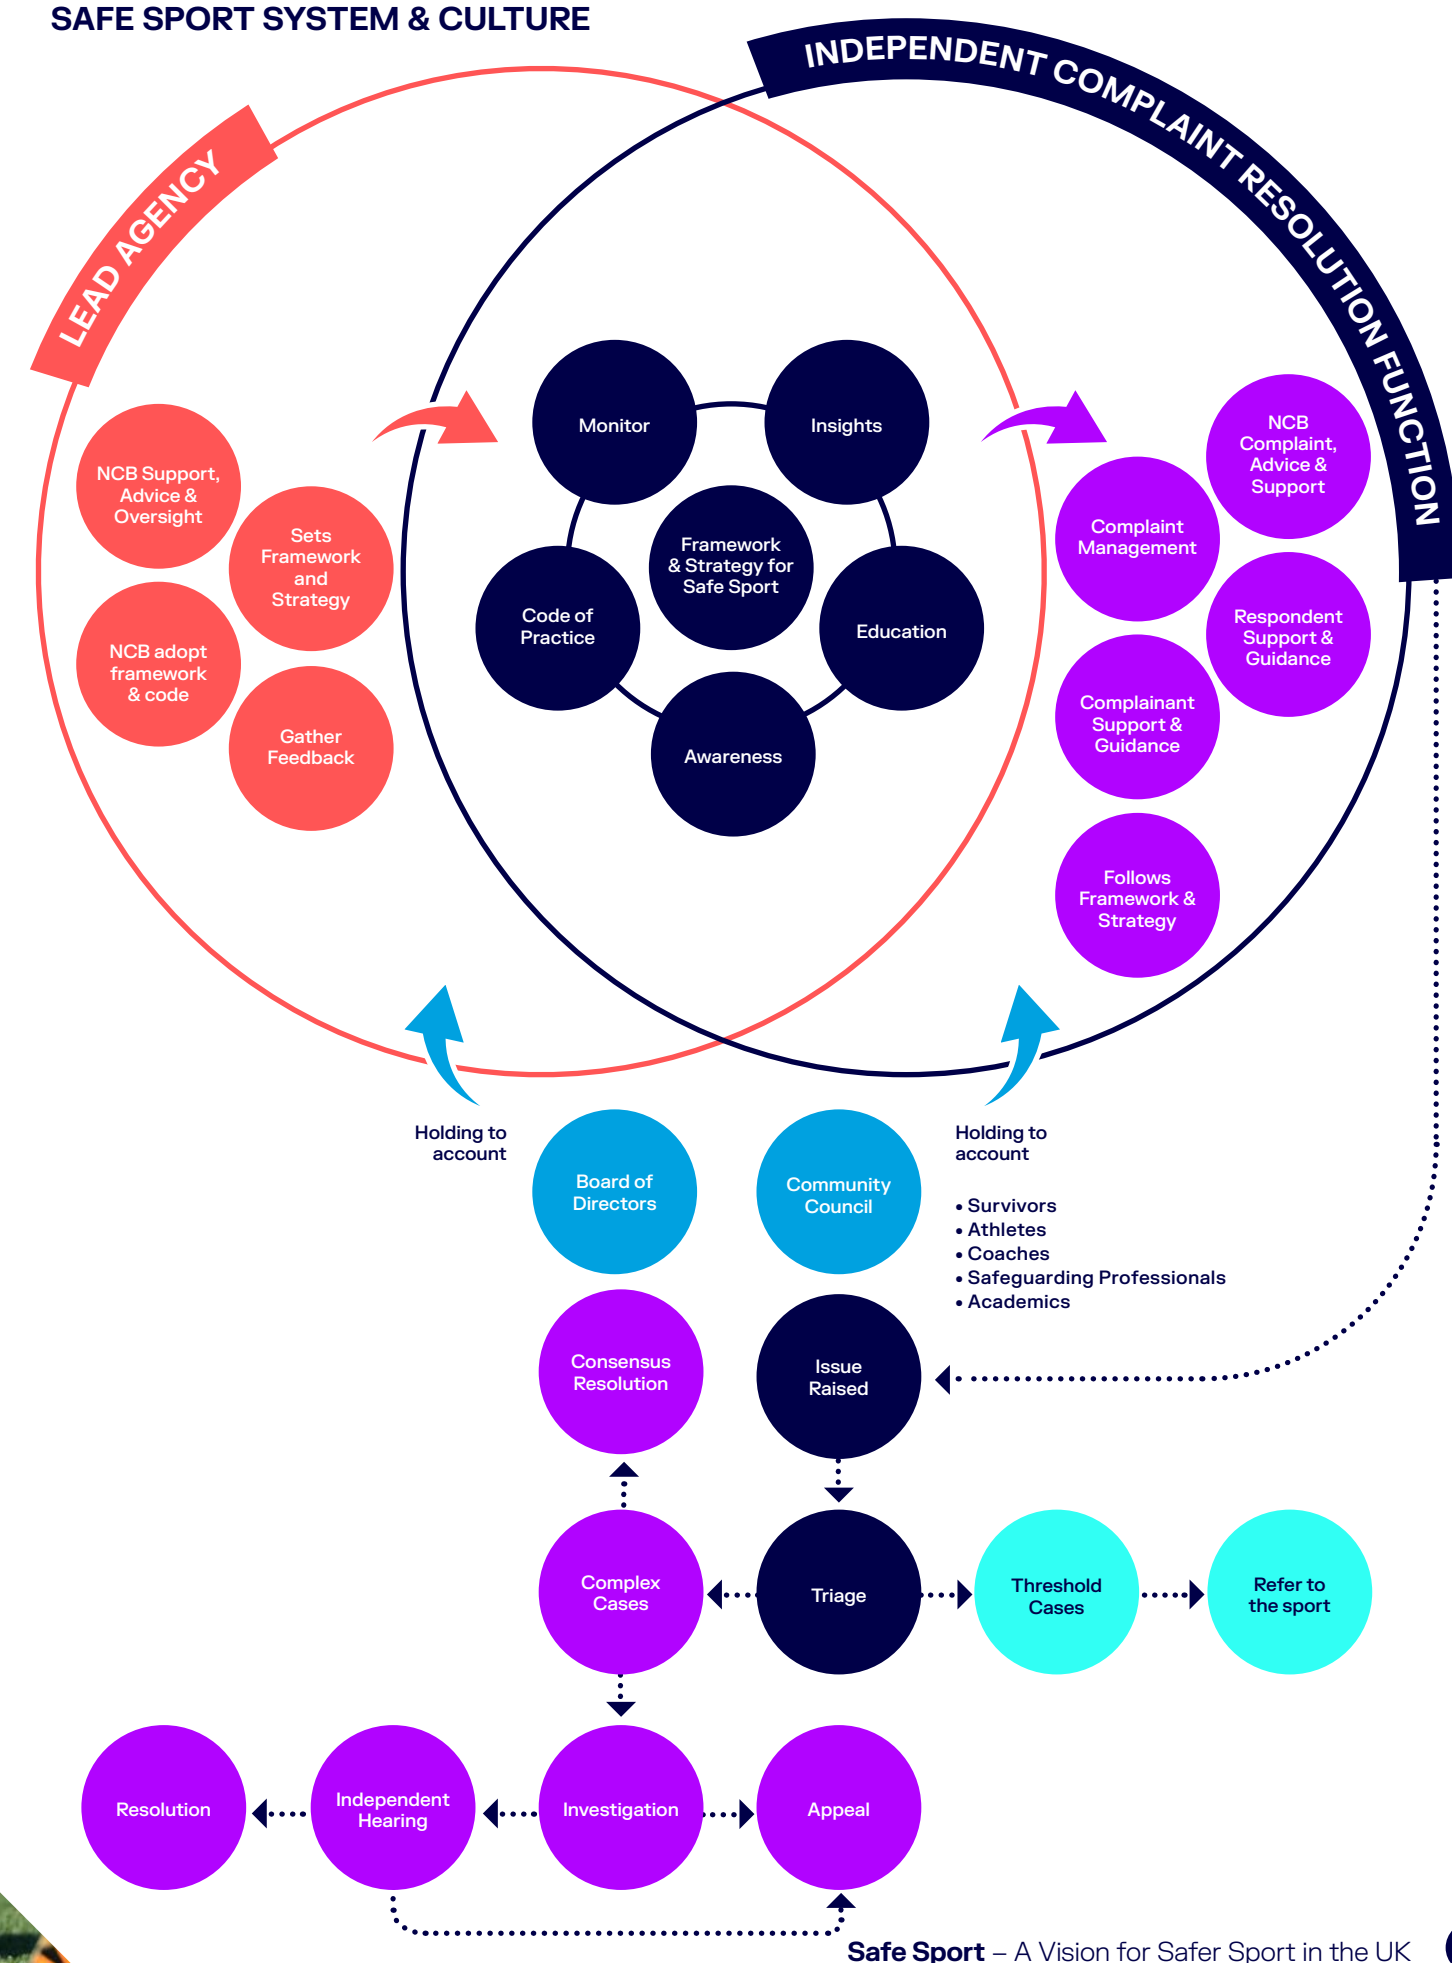 SAFE SPORT SYSTEM & CULTURE
INDEPENDENT COMPLAINT RESOLUTION FUNCTION
LEAD AGENCY
NCB Support,
Advice &
Oversight
Sets
Framework
and
Strategy
NCB adopt
framework
& code
Gather
Feedback
Monitor
Insights
Framework
& Strategy for
Safe Sport
Code of
Practice
Education
Awareness
NCB
Complaint,
Advice &
Support
Complaint
Management
Respondent
Support &
Guidance
Complainant
Support &
Guidance
Follows
Framework &
Strategy
Holding to
account
Board of
Directors
Community
Council
Holding to
account
• Survivors
• Athletes
• Coaches
• Safeguarding Professionals
• Academics
Consensus
Resolution
Issue
Raised
Complex
Cases
Triage
Threshold
Cases
Refer to
the sport
Resolution
Independent
Hearing
Investigation
Appeal
Safe Sport – A Vision for Safer Sport in the UK